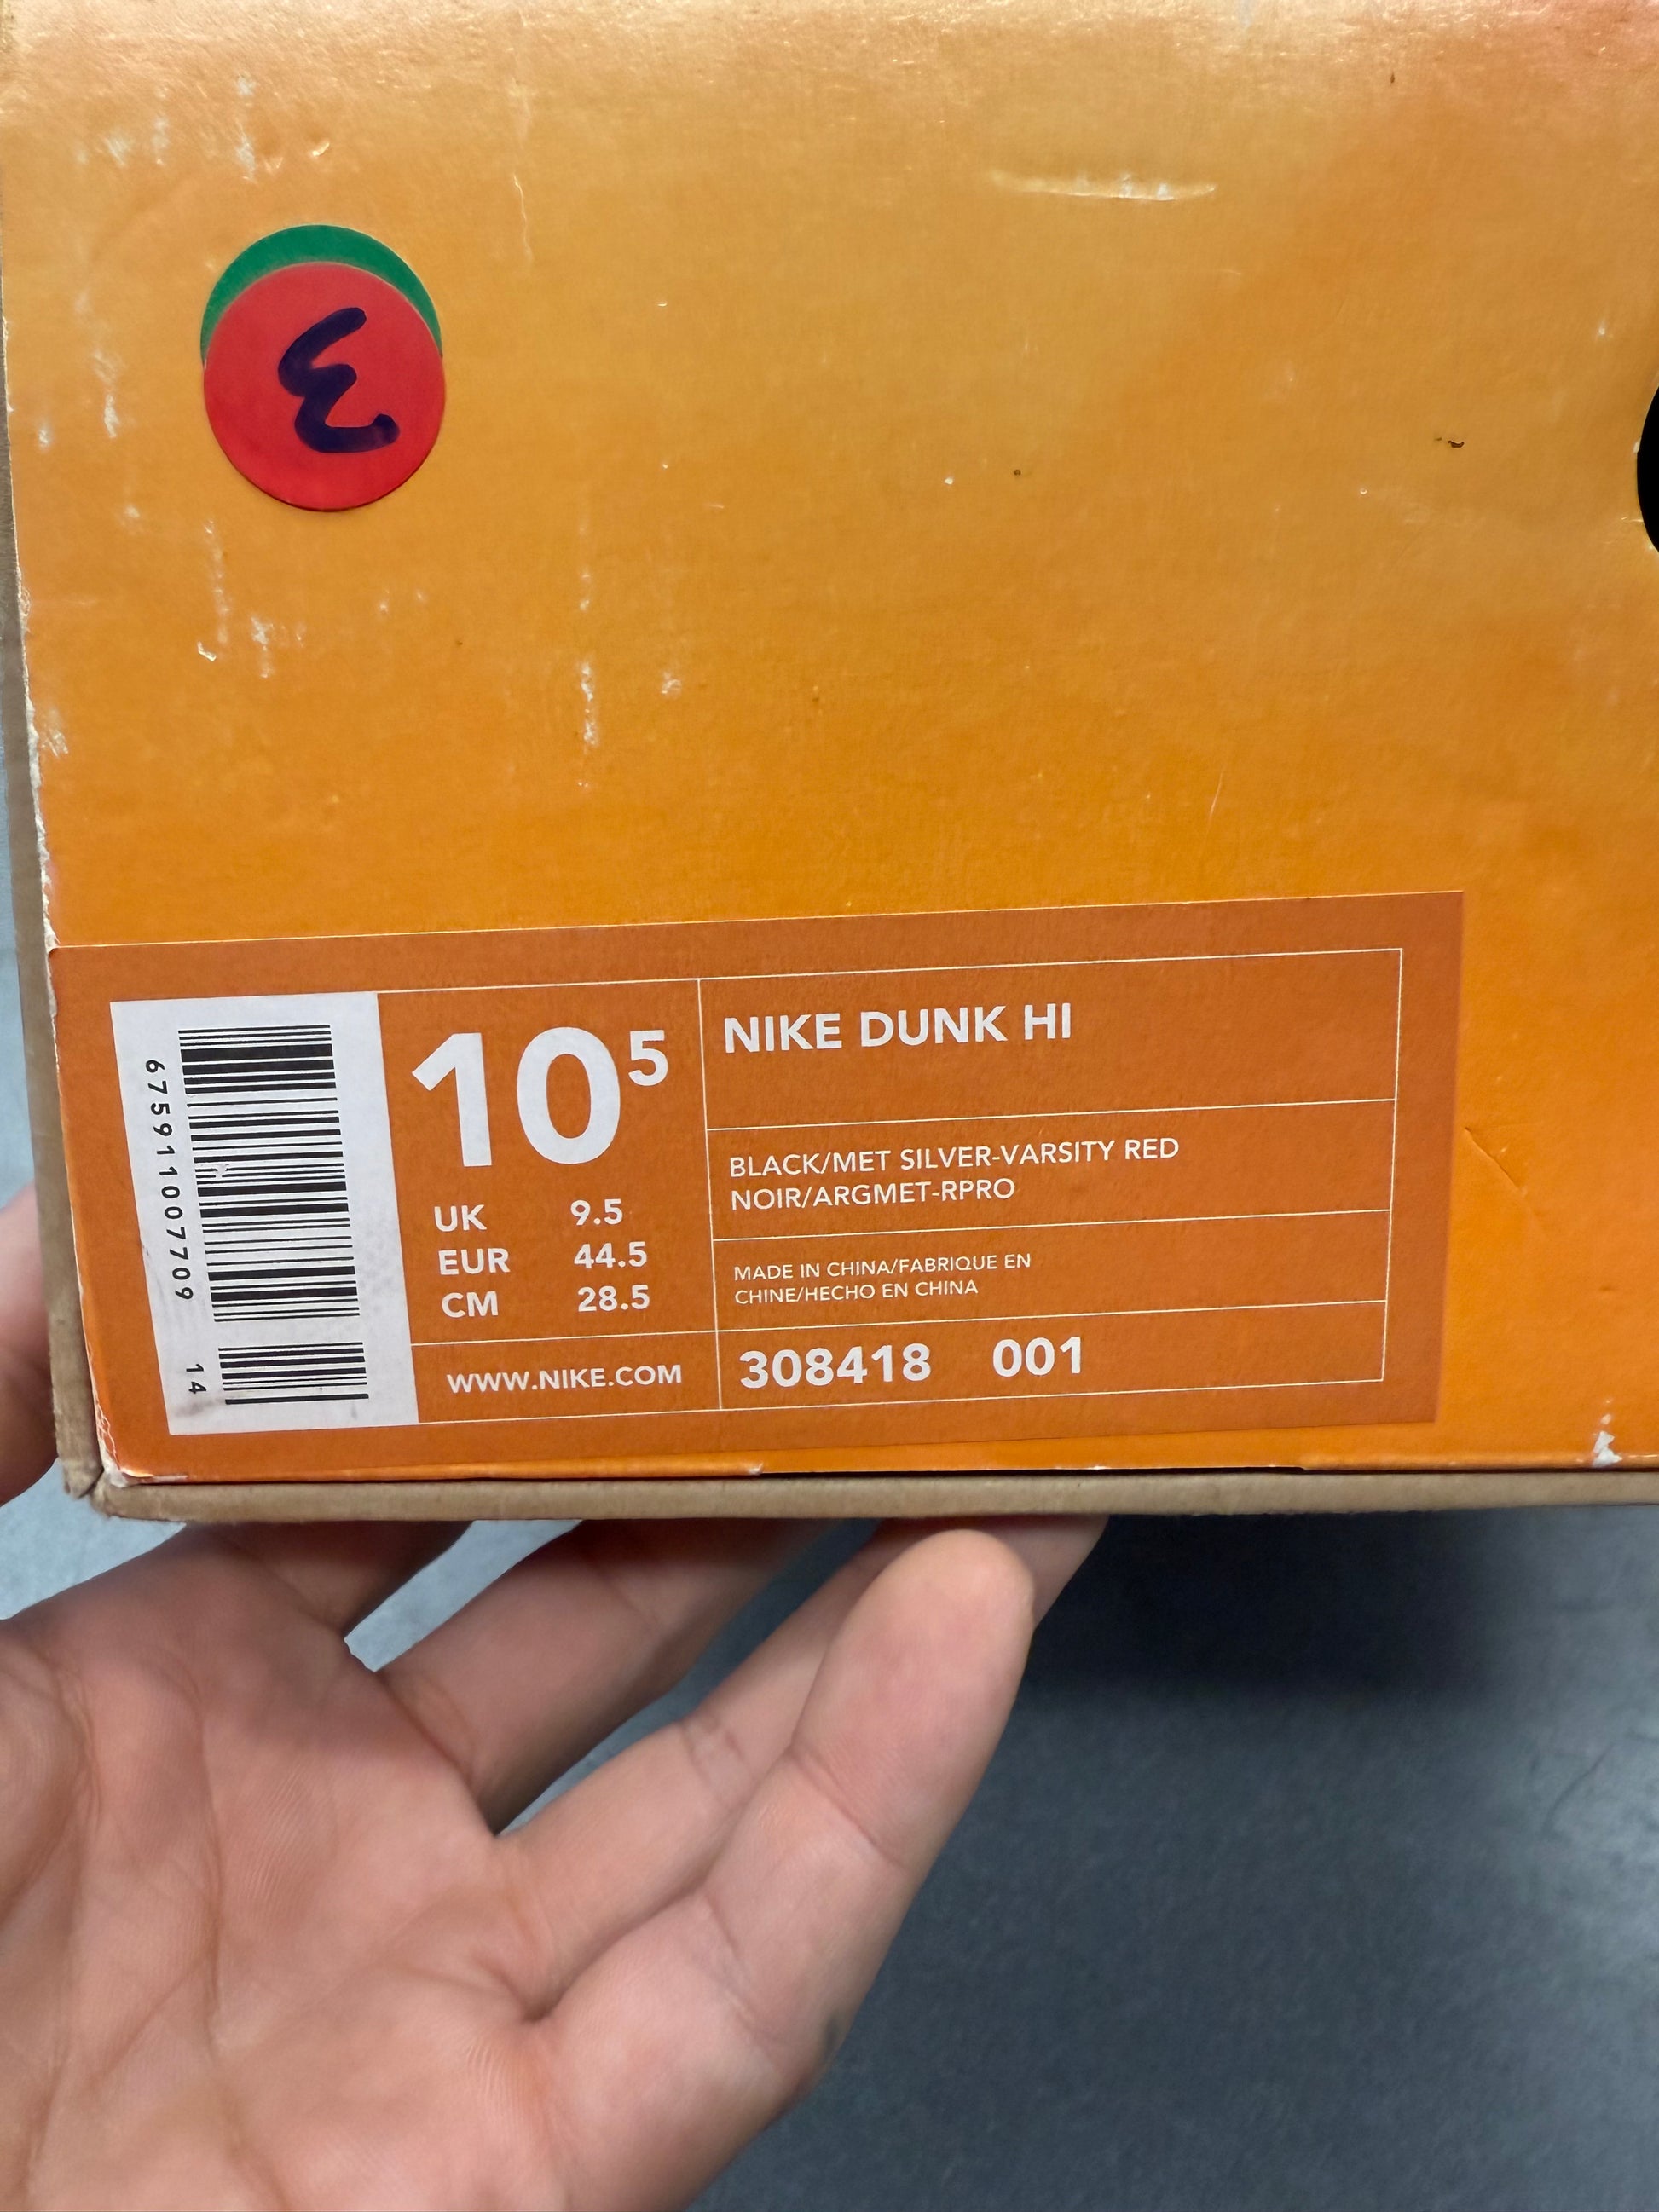 10⁵
UK 9.5
EUR 44.5
CM 28.5
WWW.NIKE.COM
NIKE DUNK HI
BLACK/MET SILVER-VARSITY RED
NOIR/ARGMET-RPRO
MADE IN CHINA/FABRIQUE EN
CHINE/HECHO EN CHINA
308418 001
675911007709 14